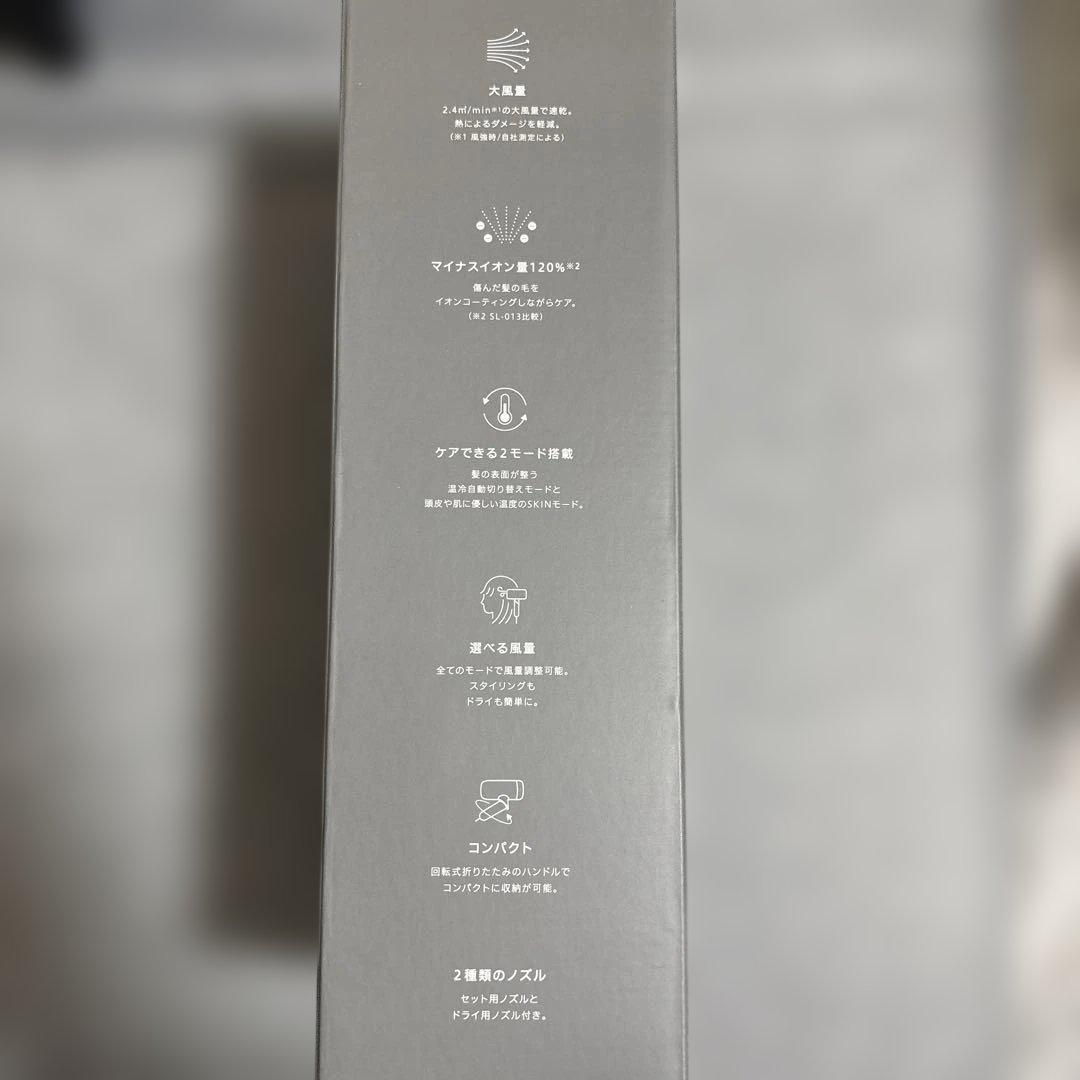 大風量
2.4㎥/min※1の大風量で速乾。
熱によるダメージを軽減。
(※1 風強時/自社測定による)
マイナスイオン量120%※2
傷んだ髪の毛を
イオンコーティングしながらケア。
(※2 SL-013比較)
ケアできる2モード搭載
髪の表面が整う
温冷自動切り替えモードと
頭皮や肌に優しい温度のSKINモード。
選べる風量
全てのモードで風量調整可能。
スタイリングも
ドライも簡単に。
コンパクト
回転式折りたたみのハンドルで
コンパクトに収納が可能。
2種類のノズル
セット用ノズルと
ドライ用ノズル付き。